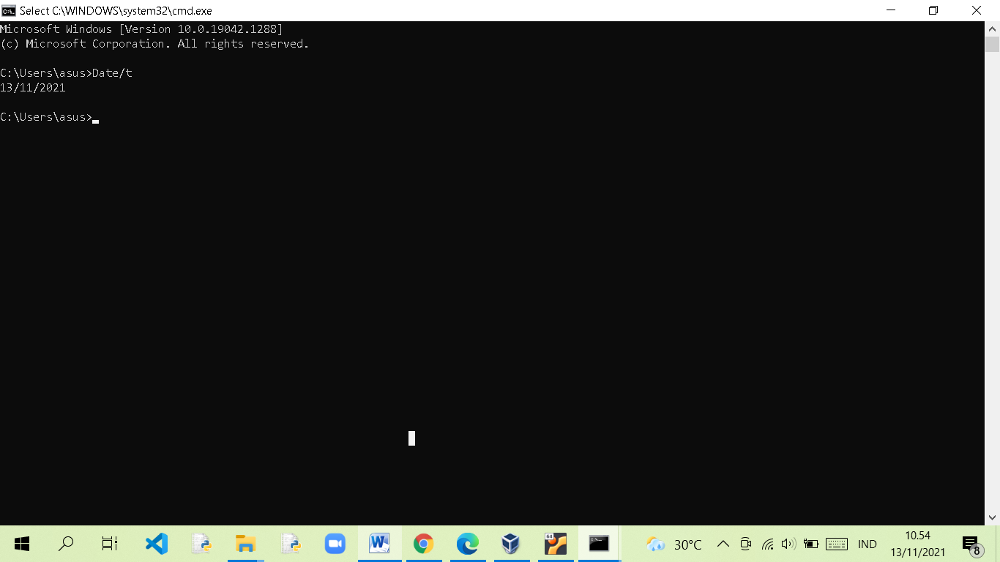 Select C:\WINDOWS\system32\cmd.exe
Microsoft Windows [Version 10.0.19042.1288]
(c) Microsoft Corporation. All rights reserved.
C:\Users\asus>Date/t
13/11/2021
C:\Users\asus>
30°C
IND
10.54
13/11/2021
8
64
W